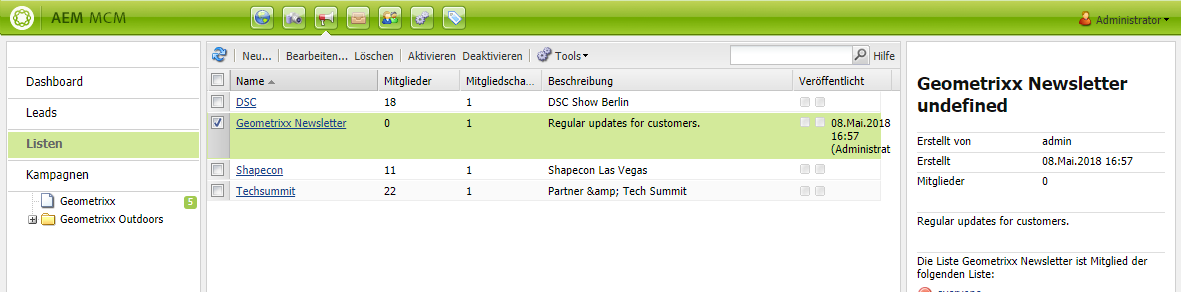 AEM MCM
Administrator
Dashboard
Leads
Listen
Kampagnen
Geometrixx 5
Geometrixx Outdoors
Neu... Bearbeiten... Löschen Aktivieren Deaktivieren Tools Hilfe
Name Mitglieder Mitgliedscha... Beschreibung Veröffentlicht
DSC 18 1 DSC Show Berlin
Geometrixx Newsletter 0 1 Regular updates for customers. 08.Mai.2018
16:57
(Administrat
Shapecon 11 1 Shapecon Las Vegas
Techsummit 22 1 Partner &amp; Tech Summit
Geometrixx Newsletter
undefined
Erstellt von admin
Erstellt 08.Mai.2018 16:57
Mitglieder 0
Regular updates for customers.
Die Liste Geometrixx Newsletter ist Mitglied der
folgenden Liste: